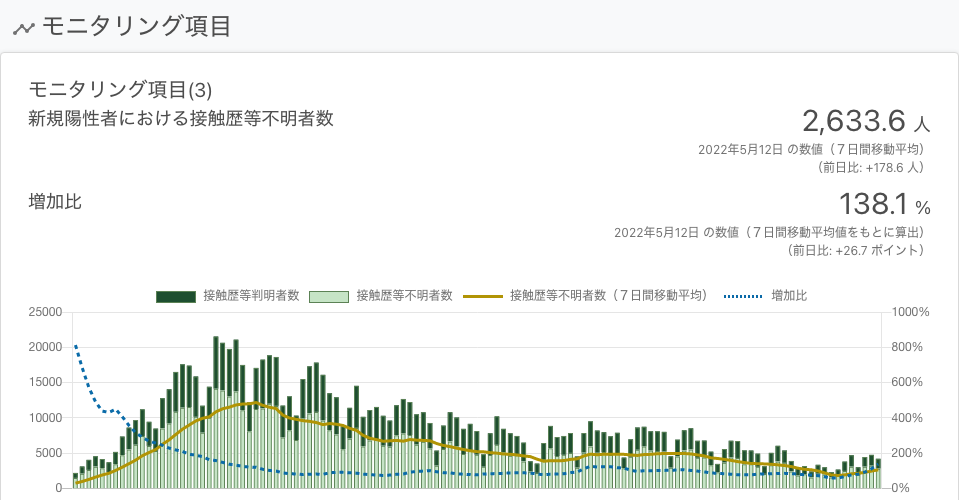 モニタリング項目
モニタリング項目(3)
新規陽性者における接触歴等不明者数
2,633.6 人
2022年5月12日 の数値（７日間移動平均）
（前日比: +178.6 人）
増加比
138.1 %
2022年5月12日 の数値（７日間移動平均値をもとに算出）
（前日比: +26.7 ポイント）
接触歴等判明者数 接触歴等不明者数 接触歴等不明者数（７日間移動平均） 増加比
25000 1000%
20000 800%
15000 600%
10000 400%
5000 200%
0 0%